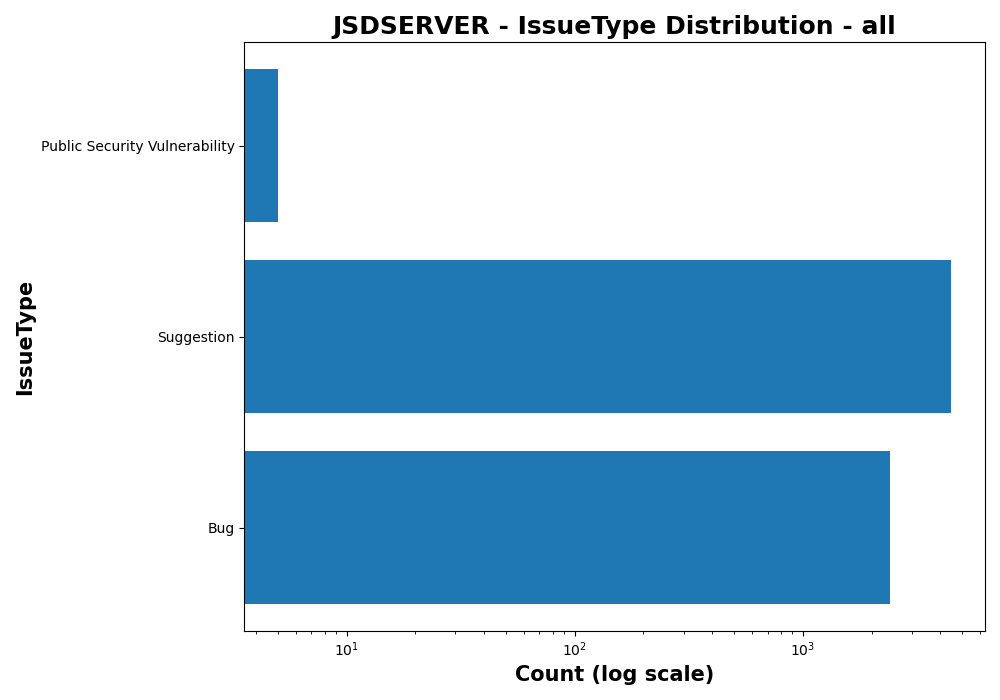 JSDSERVER - IssueType Distribution - all
Public Security Vulnerability
Suggestion
Bug
IssueType
10¹ 10² 10³
Count (log scale)